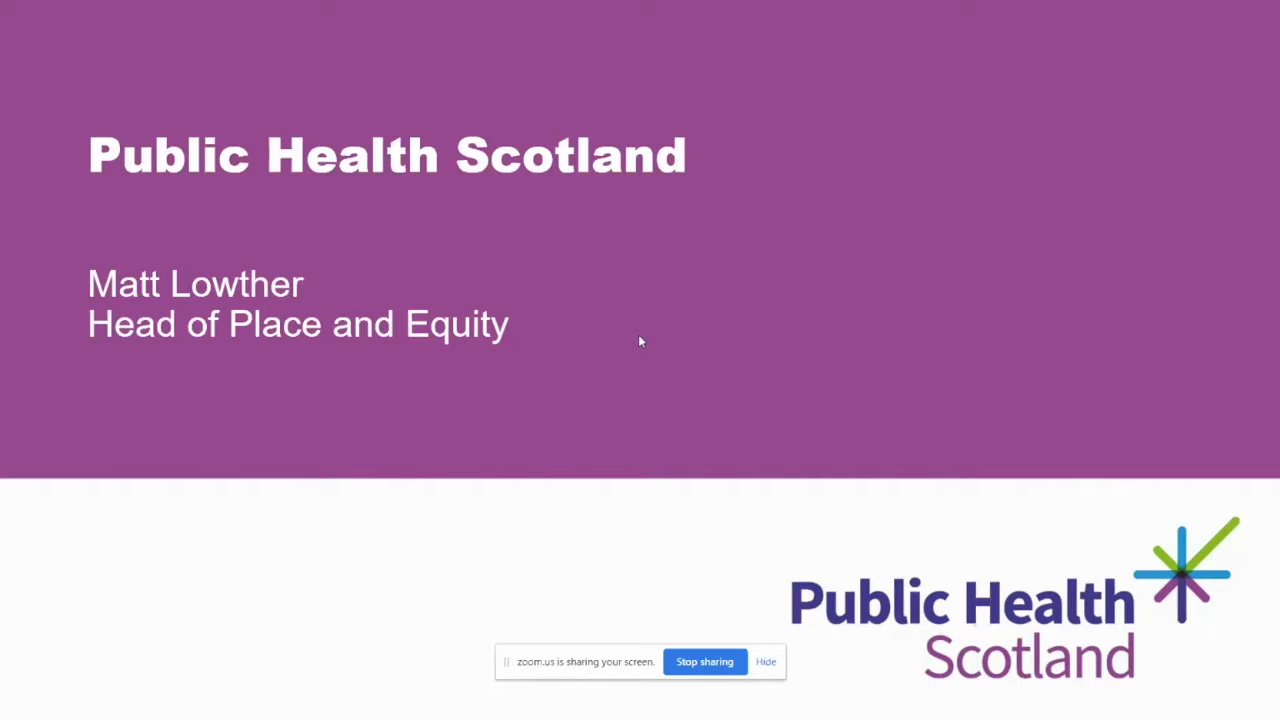 Public Health Scotland
Matt Lowther
Head of Place and Equity
Public Health
Scotland
zoom.us is sharing your screen. Stop sharing Hide